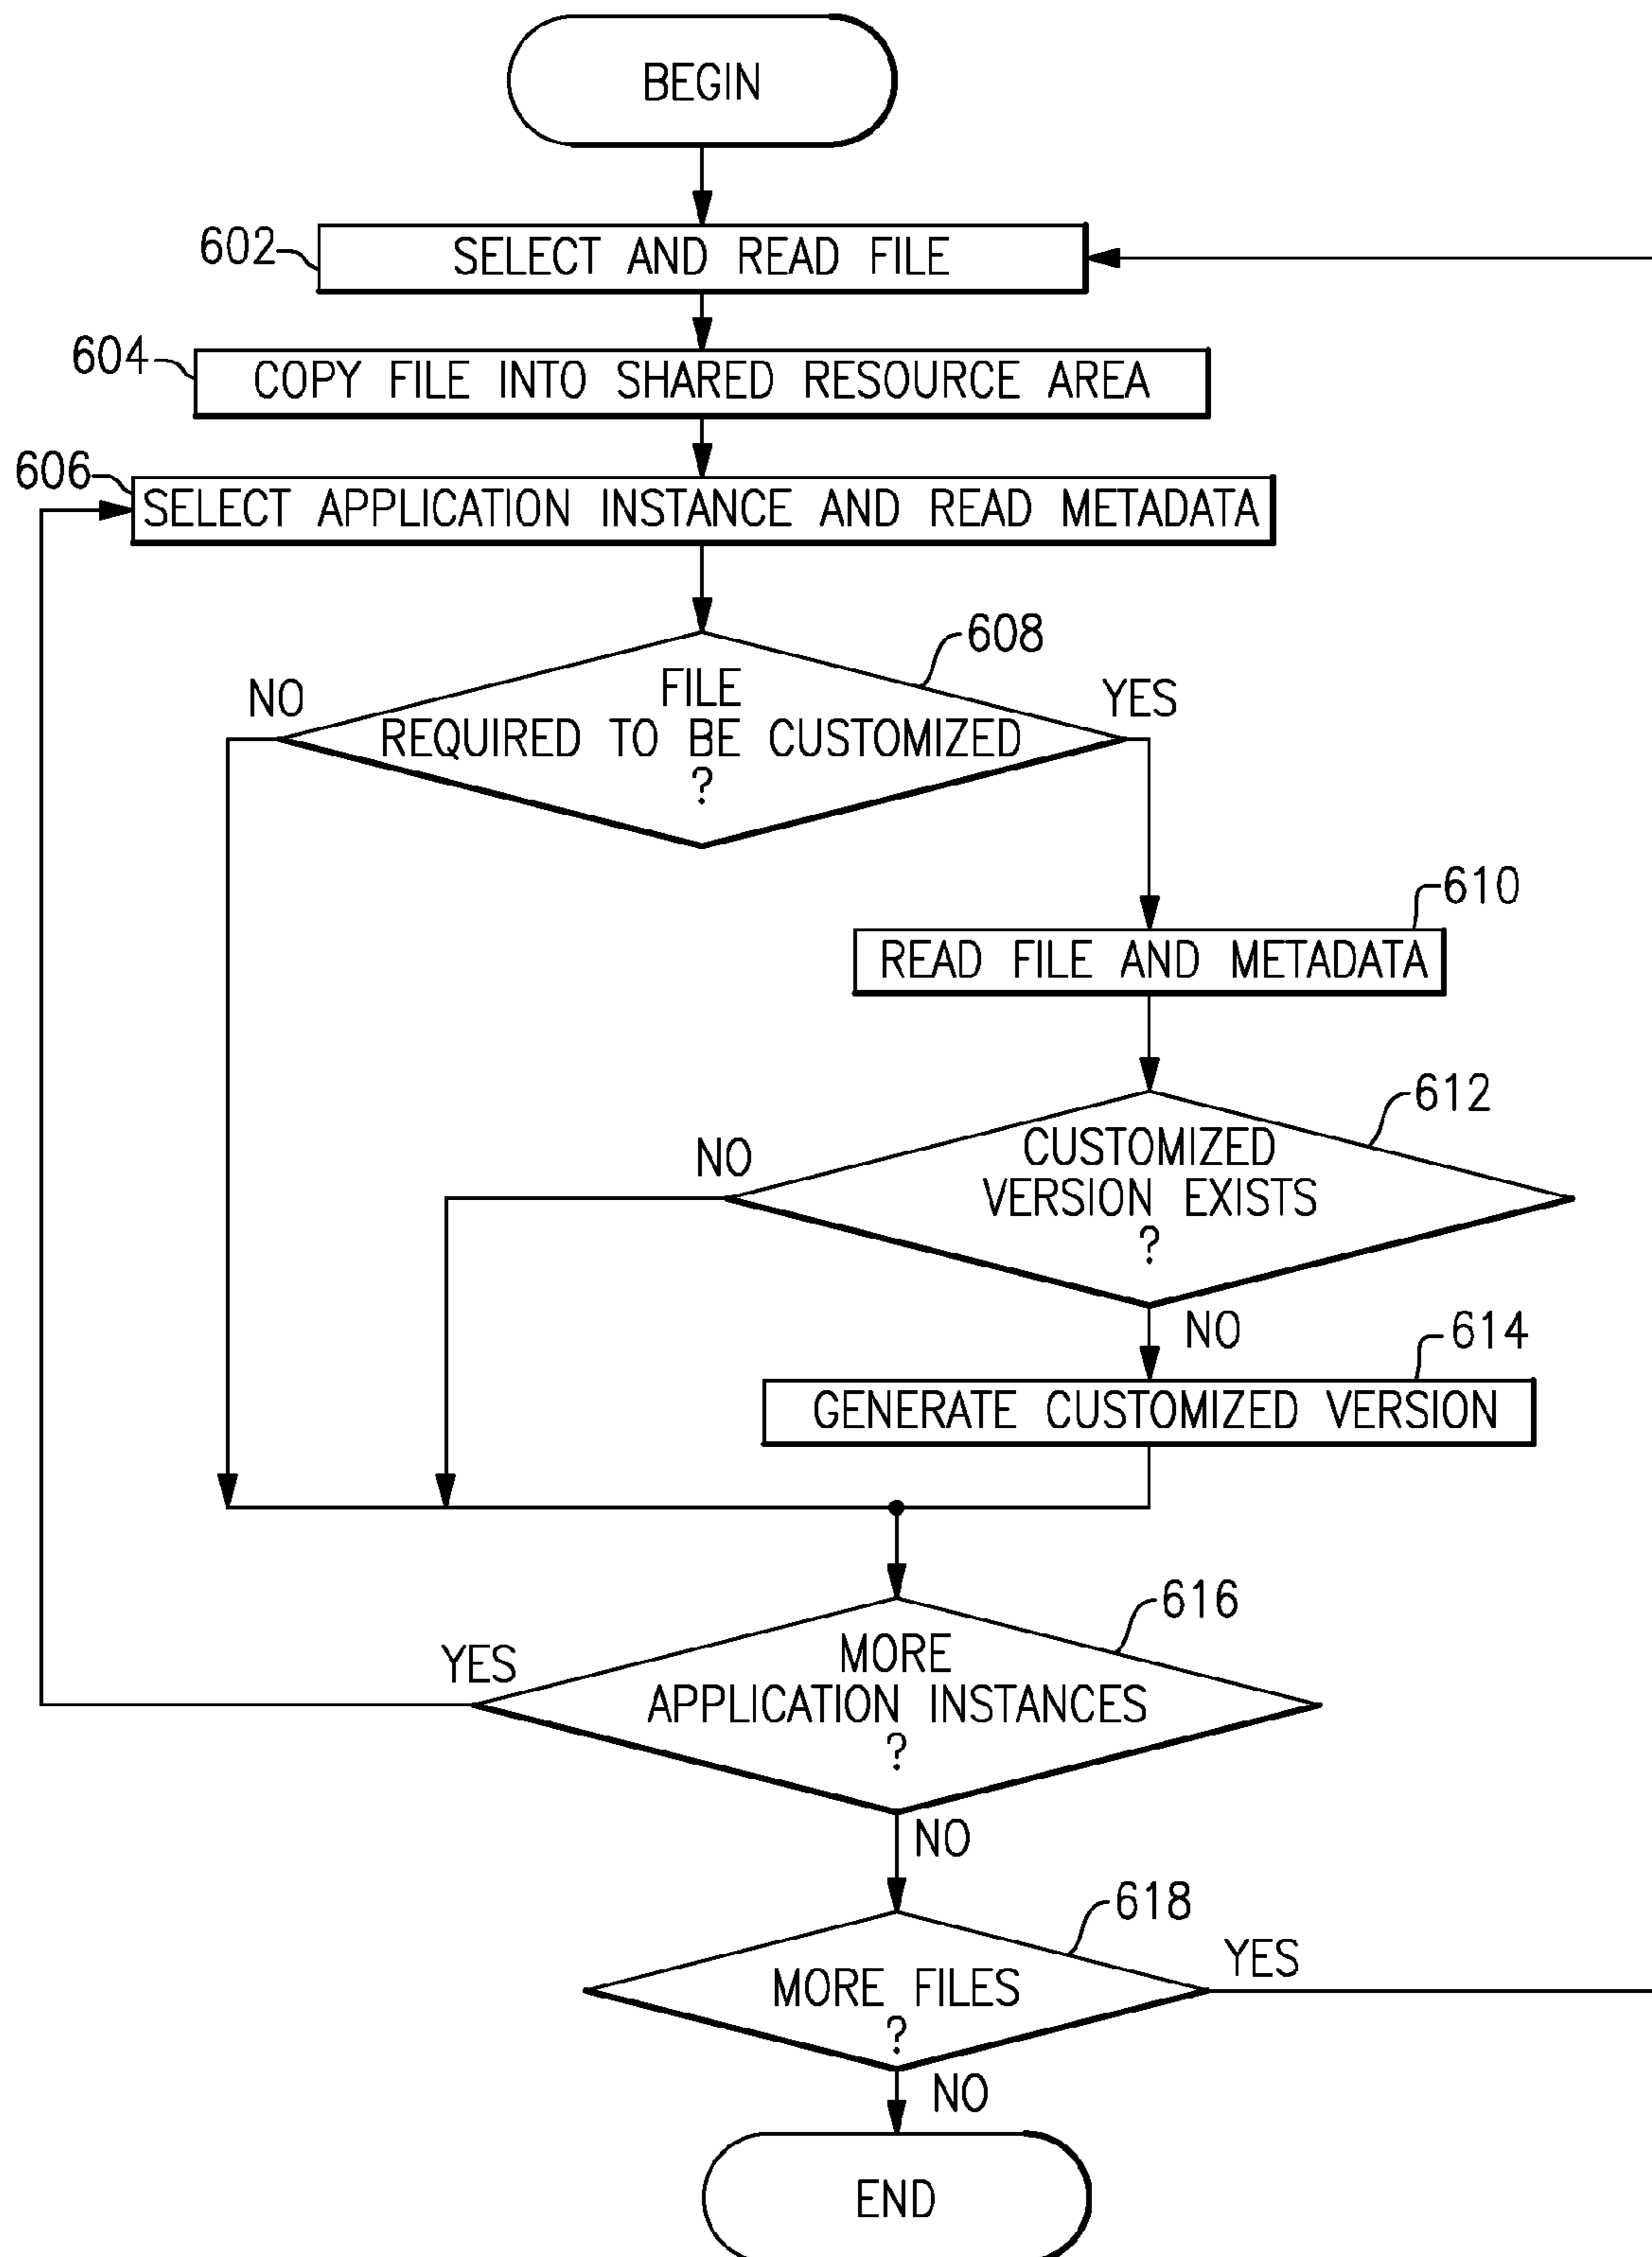 BEGIN
602
SELECT AND READ FILE
604
COPY FILE INTO SHARED RESOURCE AREA
606
SELECT APPLICATION INSTANCE AND READ METADATA
608
NO
FILE
YES
REQUIRED TO BE CUSTOMIZED
?
610
READ FILE AND METADATA
612
NO
CUSTOMIZED
VERSION EXISTS
?
NO
614
GENERATE CUSTOMIZED VERSION
616
YES
MORE
APPLICATION INSTANCES
?
NO
618
YES
MORE FILES
?
NO
END